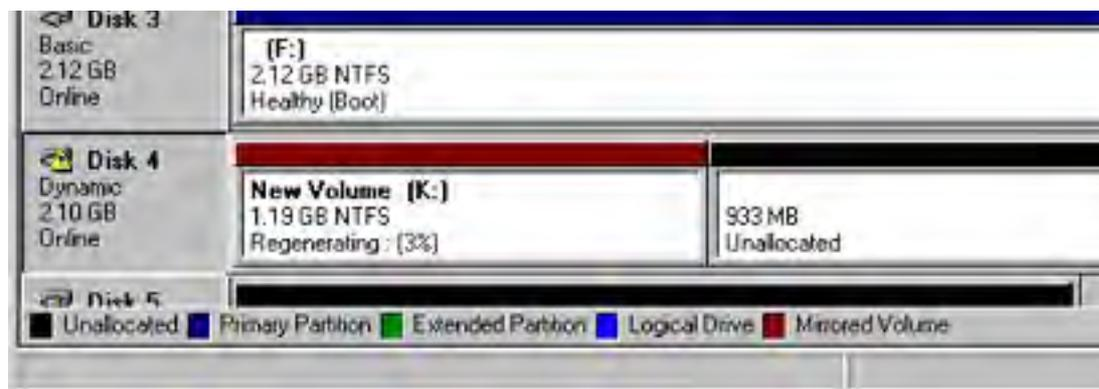 Disk 3
Basic
2.12 GB
Online
(F:)
2.12 GB NTFS
Healthy (Boot)
Disk 4
Dynamic
2.10 GB
Online
New Volume (K:)
1.19 GB NTFS
Regenerating : (3%)
933 MB
Unallocated
Disk 5
Unallocated Primary Partition Extended Partition Logical Drive Mirrored Volume